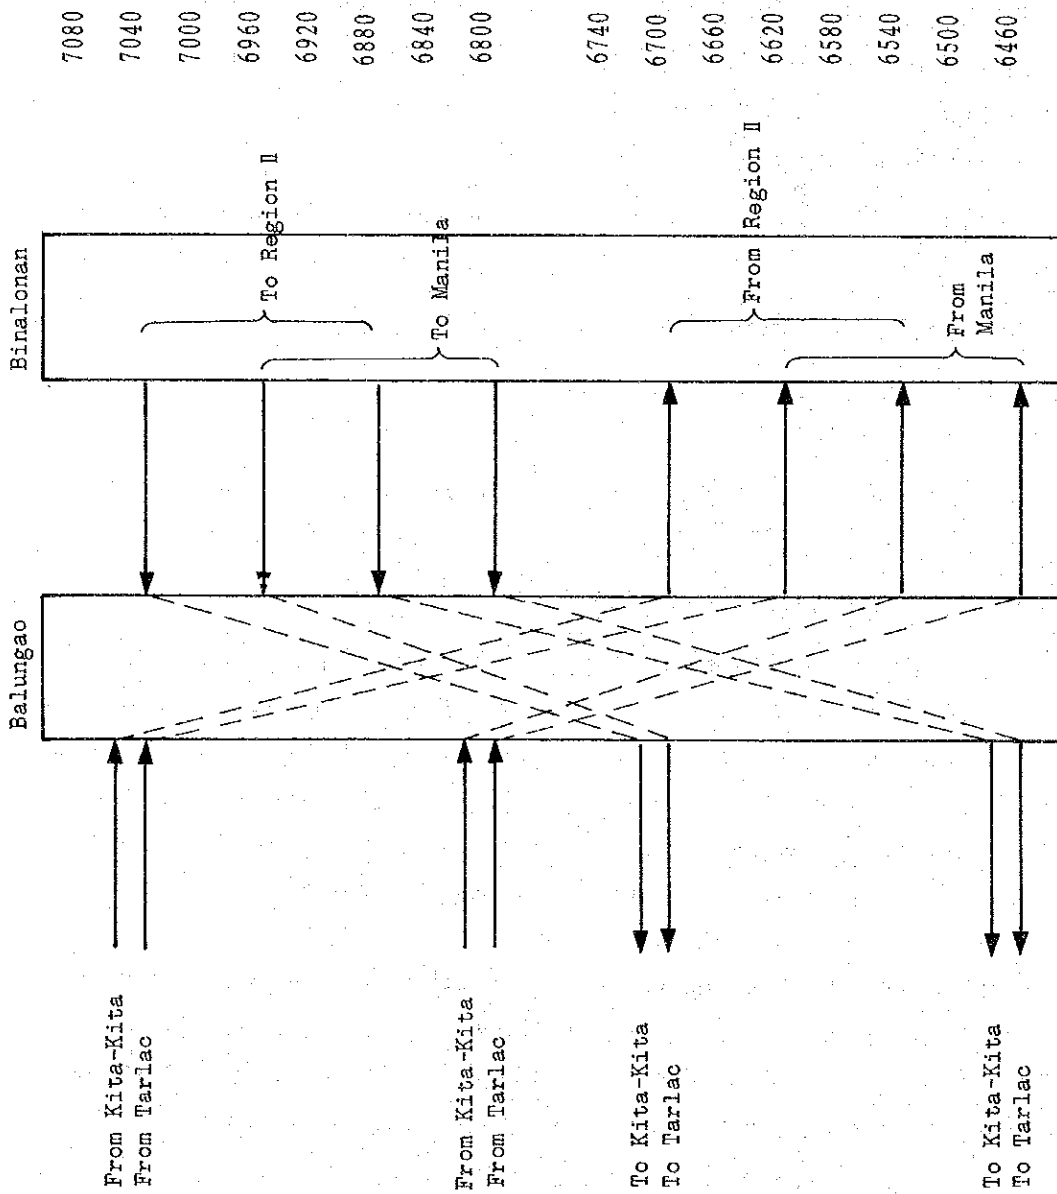 Balungao
Binalonan
From Kita-Kita
From Tarlac
From Kita-Kita
From Tarlac
To Kita-Kita
To Tarlac
To Kita-Kita
To Tarlac
To Region Ⅱ
To Manila
From Region Ⅱ
From
Manila
7080
7040
7000
6960
6920
6880
6840
6800
6740
6700
6660
6620
6580
6540
6500
6460